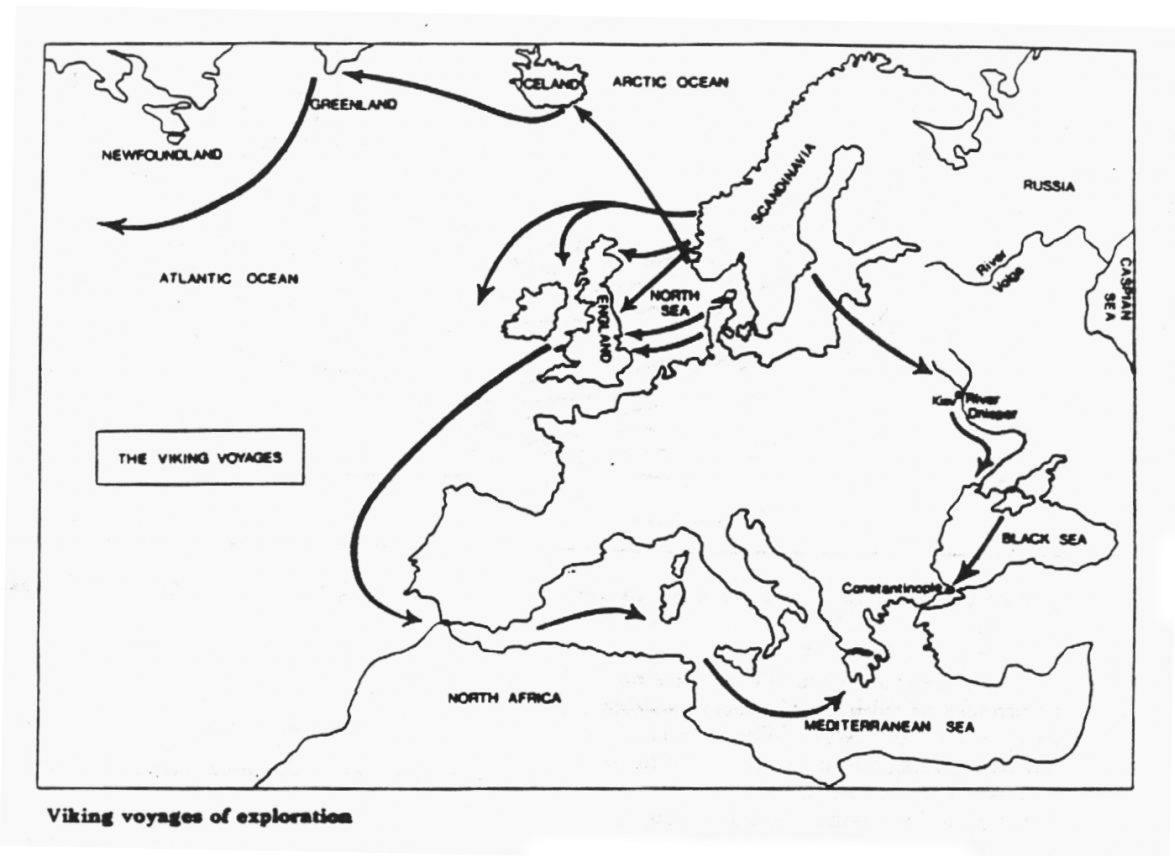 ICELAND
ARCTIC OCEAN
GREENLAND
NEWFOUNDLAND
SCANDINAVIA
RUSSIA
ATLANTIC OCEAN
River
Volga
CASPIAN
SEA
NORTH
SEA
ENGLAND
Kiev
River
Dnieper
THE VIKING VOYAGES
BLACK SEA
Constantinople
NORTH AFRICA
MEDITERRANEAN SEA
Viking voyages of exploration